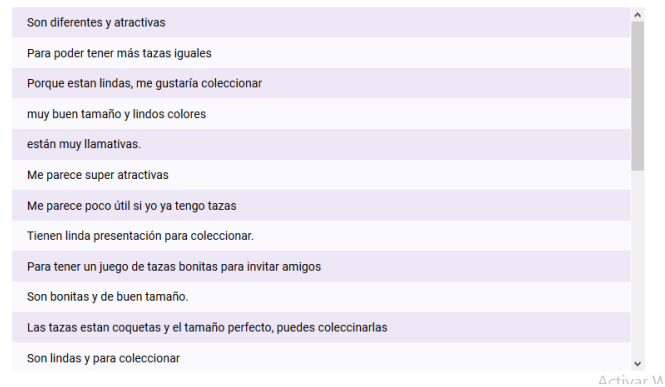 Son diferentes y atractivas
Para poder tener más tazas iguales
Porque estan lindas, me gustaría coleccionar
muy buen tamaño y lindos colores
están muy llamativas.
Me parece super atractivas
Me parece poco útil si yo ya tengo tazas
Tienen linda presentación para coleccionar.
Para tener un juego de tazas bonitas para invitar amigos
Son bonitas y de buen tamaño.
Las tazas estan coquetas y el tamaño perfecto, puedes coleccinarlas
Son lindas y para coleccionar
Activar W